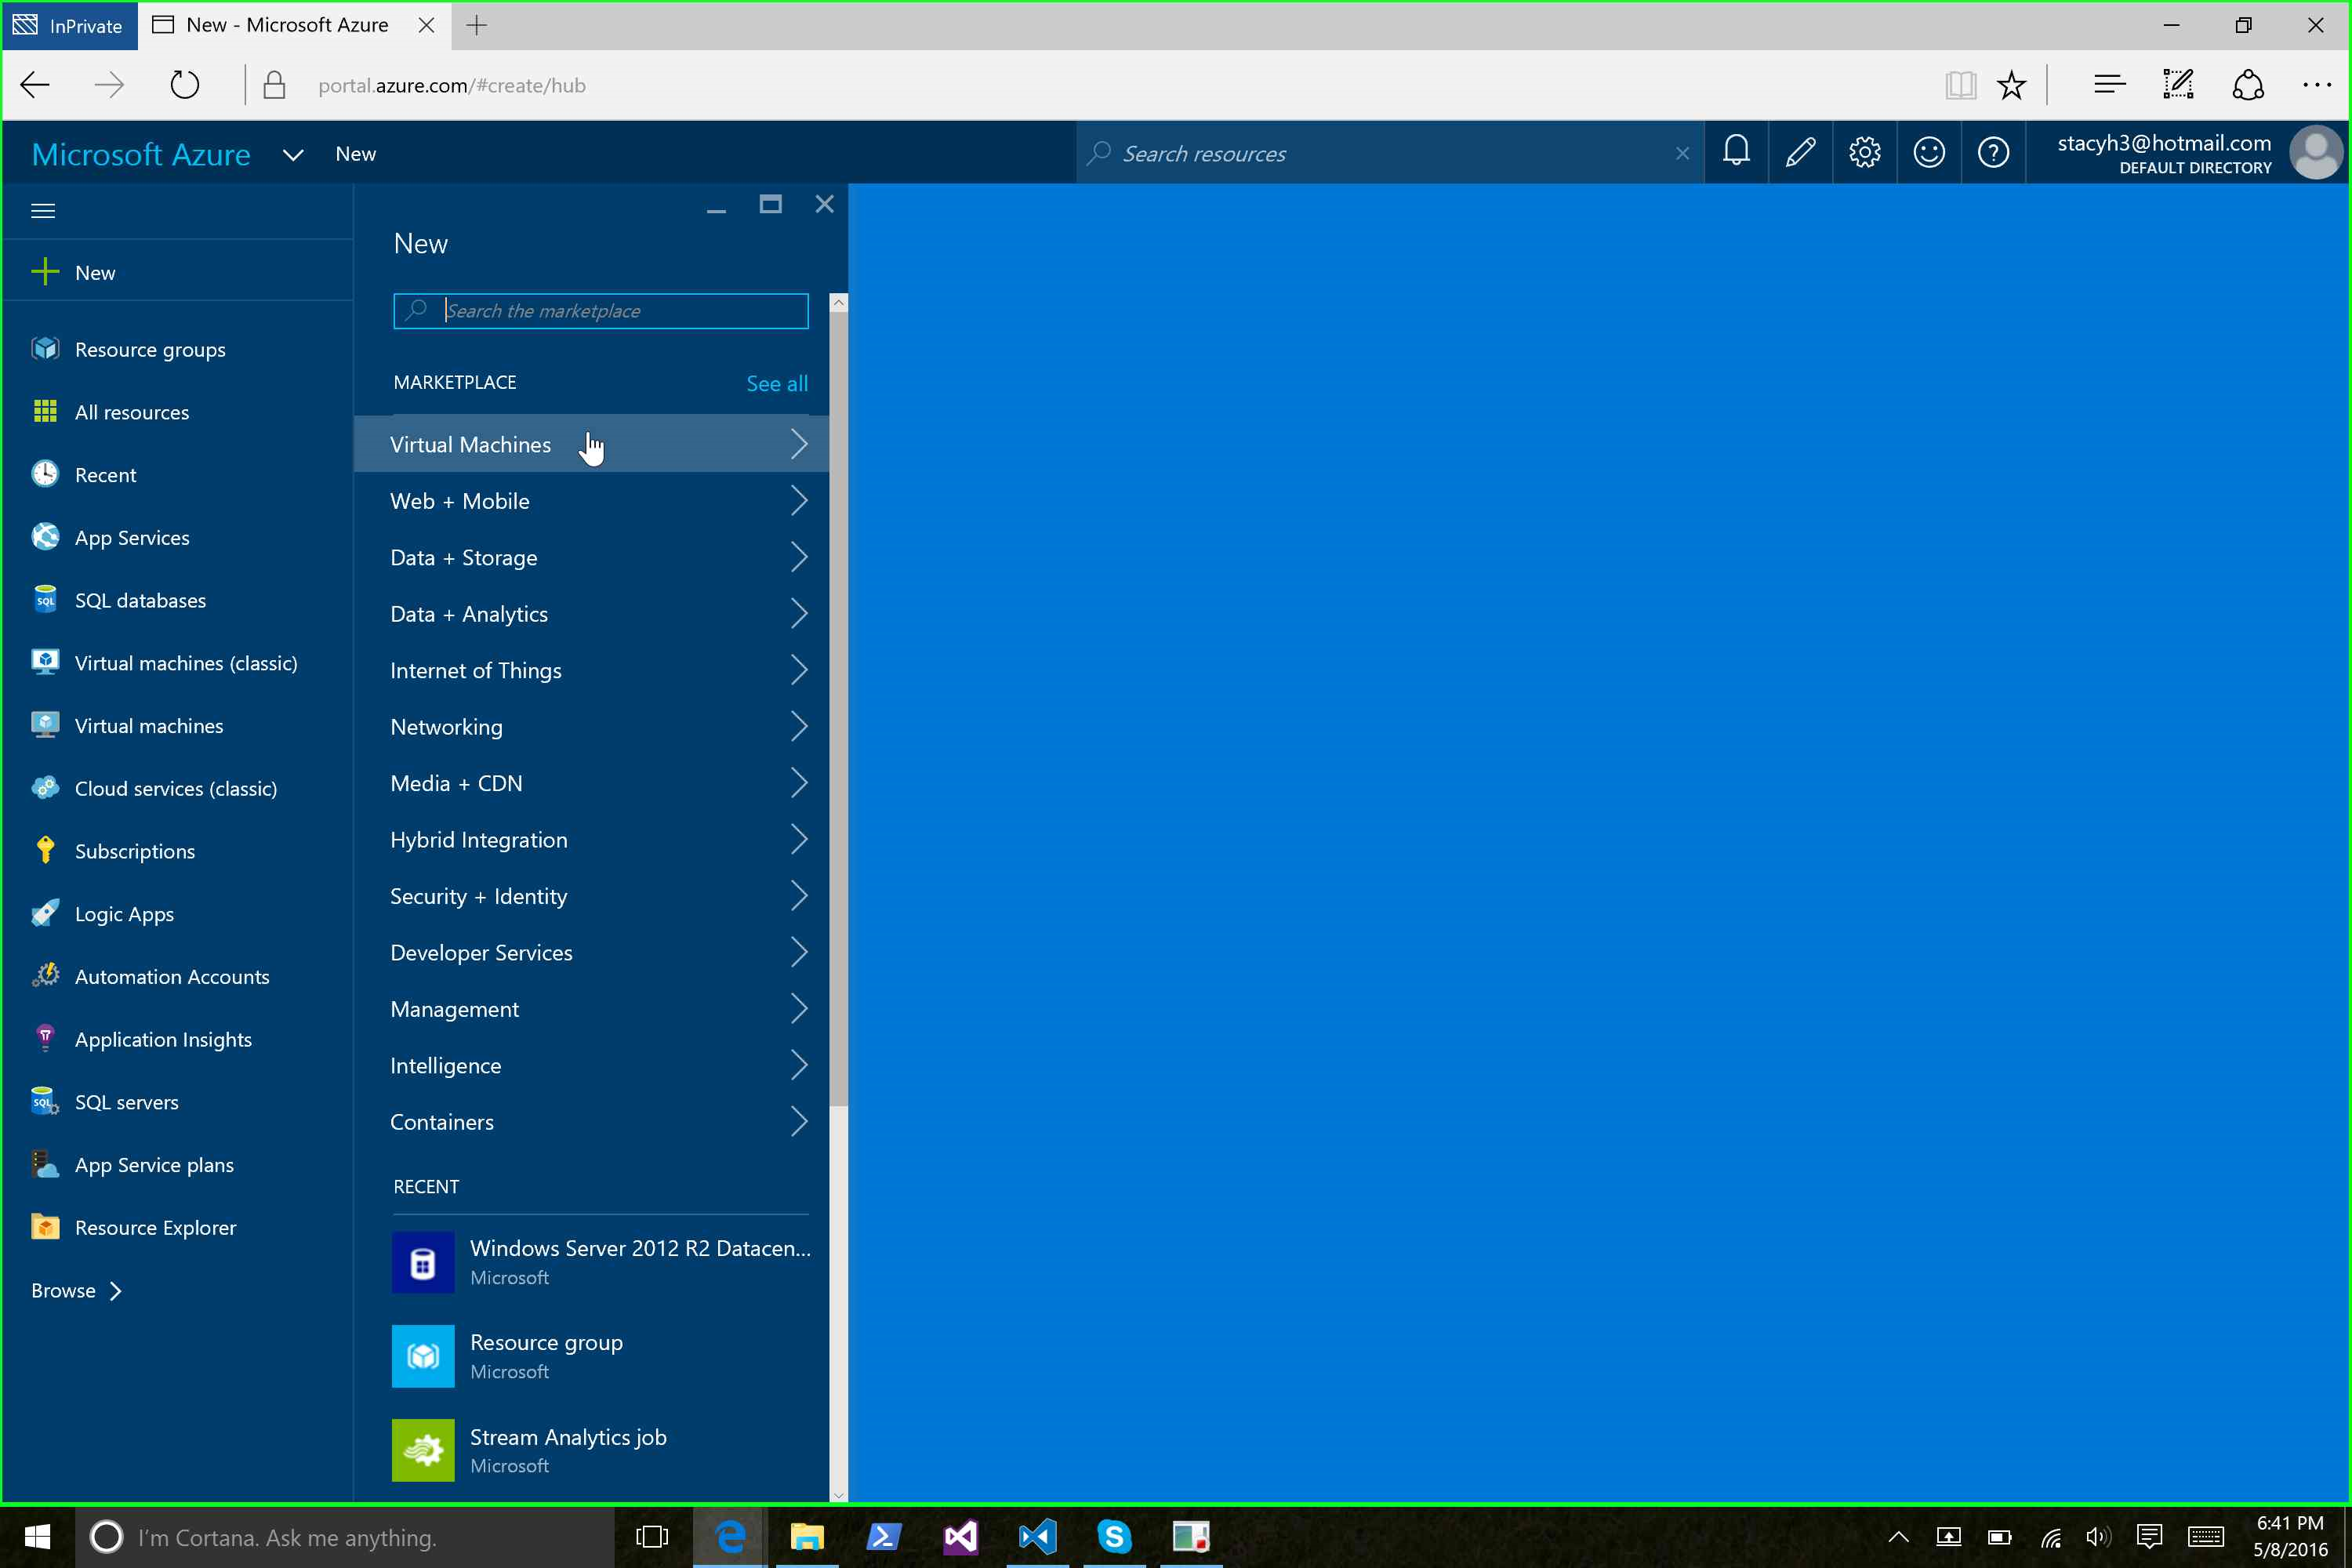 InPrivate
New - Microsoft Azure
portal.azure.com/#create/hub
Microsoft Azure
New
Search resources
stacyh3@hotmail.com
DEFAULT DIRECTORY
New
Resource groups
All resources
Recent
App Services
SQL databases
Virtual machines (classic)
Virtual machines
Cloud services (classic)
Subscriptions
Logic Apps
Automation Accounts
Application Insights
SQL servers
App Service plans
Resource Explorer
Browse
New
Search the marketplace
MARKETPLACE
See all
Virtual Machines
Web + Mobile
Data + Storage
Data + Analytics
Internet of Things
Networking
Media + CDN
Hybrid Integration
Security + Identity
Developer Services
Management
Intelligence
Containers
RECENT
Windows Server 2012 R2 Datacen...
Microsoft
Resource group
Microsoft
Stream Analytics job
Microsoft
I'm Cortana. Ask me anything.
6:41 PM
5/8/2016